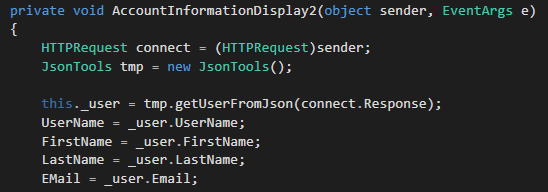 private void AccountInformationDisplay2(object sender, EventArgs e)
{
HTTPRequest connect = (HTTPRequest)sender;
JsonTools tmp = new JsonTools();
this._user = tmp.getUserFromJson(connect.Response);
UserName = _user.UserName;
FirstName = _user.FirstName;
LastName = _user.LastName;
EMail = _user.Email;